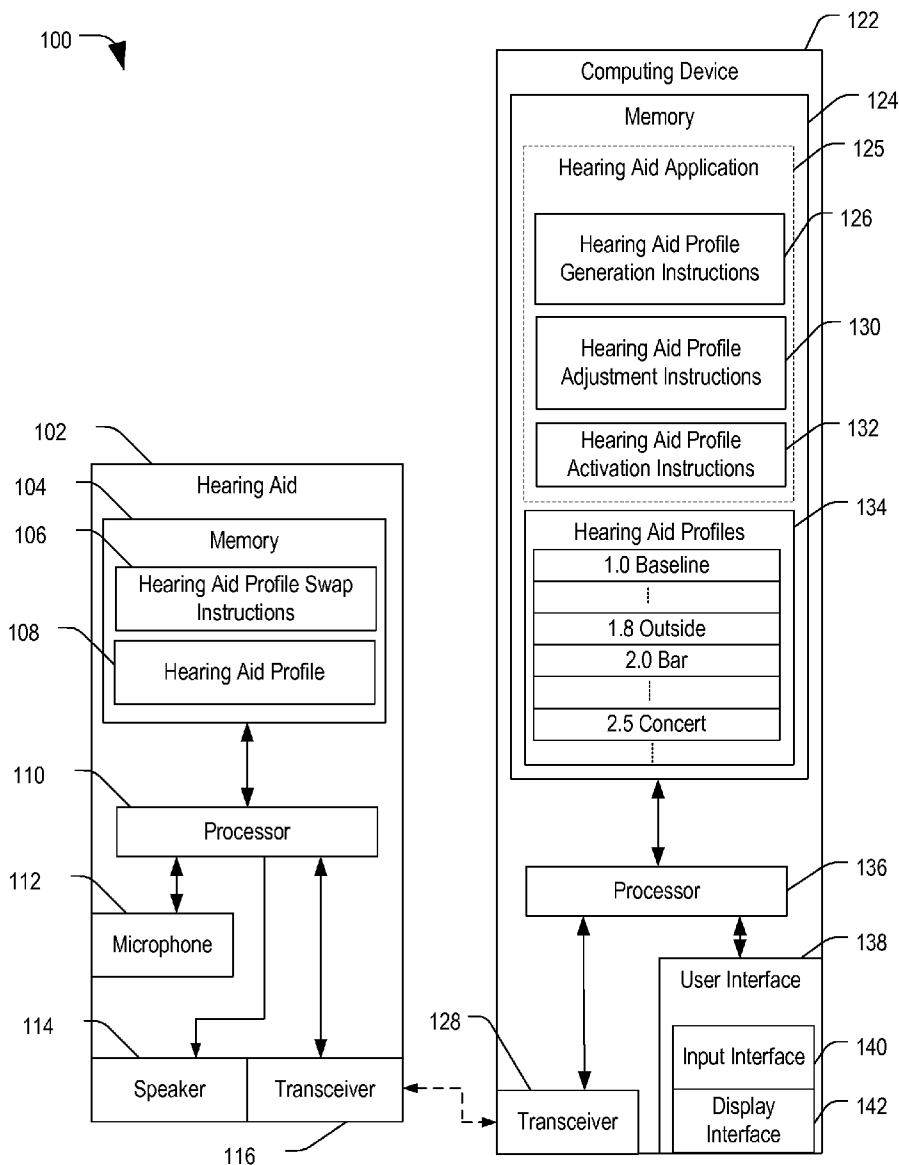 100
122
Computing Device
124
Memory
125
Hearing Aid Application
126
Hearing Aid Profile
Generation Instructions
130
Hearing Aid Profile
Adjustment Instructions
132
Hearing Aid Profile
Activation Instructions
134
Hearing Aid Profiles
1.0 Baseline
1.8 Outside
2.0 Bar
2.5 Concert
136
Processor
138
User Interface
128
140
Input Interface
142
Display
Interface
Transceiver
102
Hearing Aid
104
Memory
106
Hearing Aid Profile Swap
Instructions
108
Hearing Aid Profile
110
Processor
112
Microphone
114
Speaker
Transceiver
116